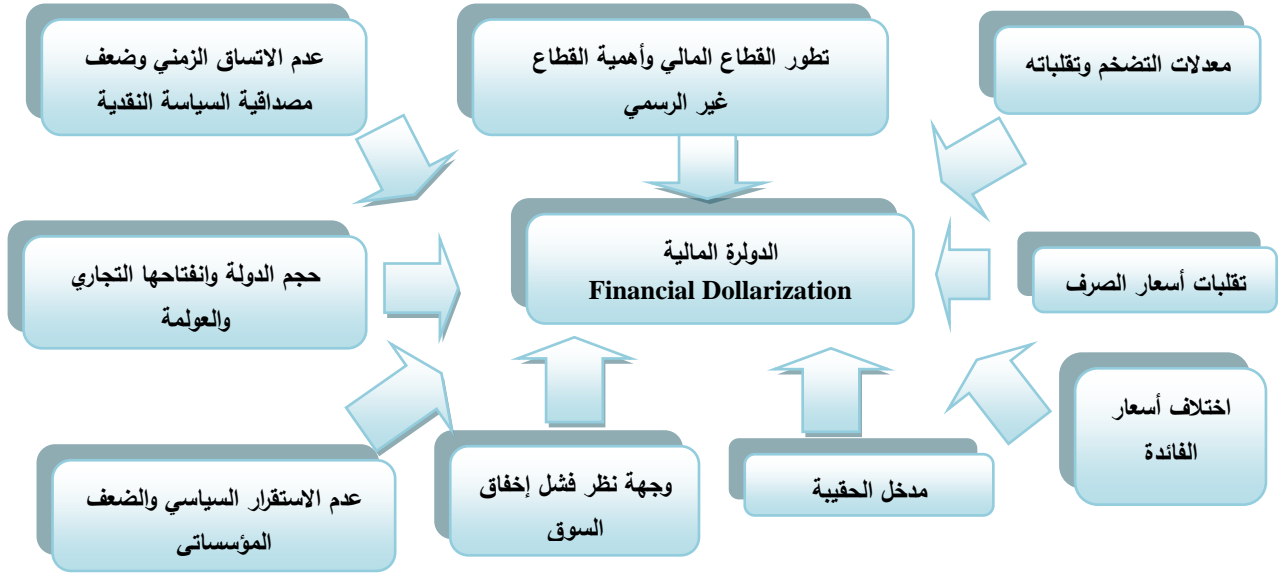 معدلات التضخم وتقلباته
تطور القطاع المالي وأهمية القطاع
غير الرسمي
عدم الاتساق الزمني وضعف
مصداقية السياسة النقدية
الدولرة المالية
Financial Dollarization
تقلبات أسعار الصرف
حجم الدولة وانفتاحها التجاري
والعولمة
اختلاف أسعار
الفائدة
مدخل الحقيبة
وجهة نظر فشل إخفاق
السوق
عدم الاستقرار السياسي والضعف
المؤسساتي